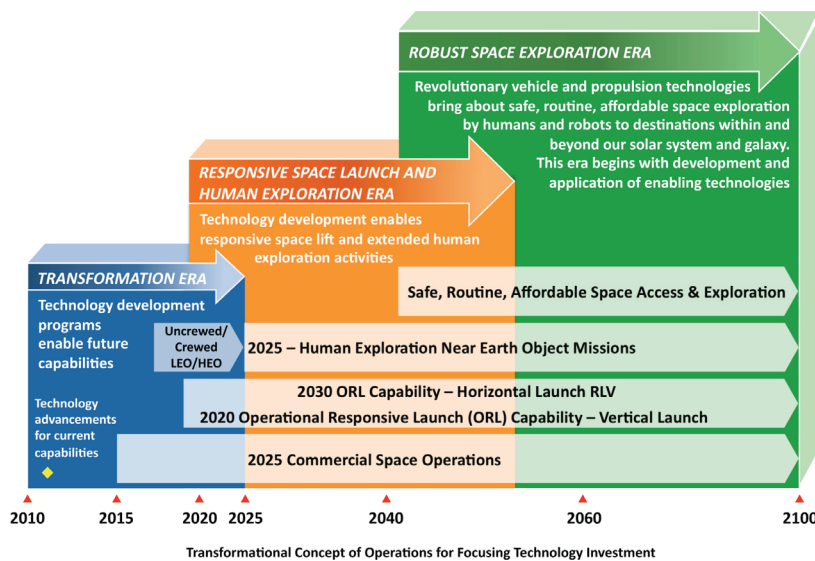 ROBUST SPACE EXPLORATION ERA
Revolutionary vehicle and propulsion technologies
bring about safe, routine, affordable space exploration
by humans and robots to destinations within and
beyond our solar system and galaxy.
This era begins with development and
application of enabling technologies
RESPONSIVE SPACE LAUNCH AND
HUMAN EXPLORATION ERA
Technology development enables
responsive space lift and extended human
exploration activities
TRANSFORMATION ERA
Technology development
programs
enable future
capabilities
Safe, Routine, Affordable Space Access & Exploration
Uncrewed/
Crewed
LEO/HEO
2025 – Human Exploration Near Earth Object Missions
2030 ORL Capability – Horizontal Launch RLV
2020 Operational Responsive Launch (ORL) Capability – Vertical Launch
Technology
advancements
for current
capabilities
2025 Commercial Space Operations
2010 2015 2020 2025 2040 2060 2100
Transformational Concept of Operations for Focusing Technology Investment